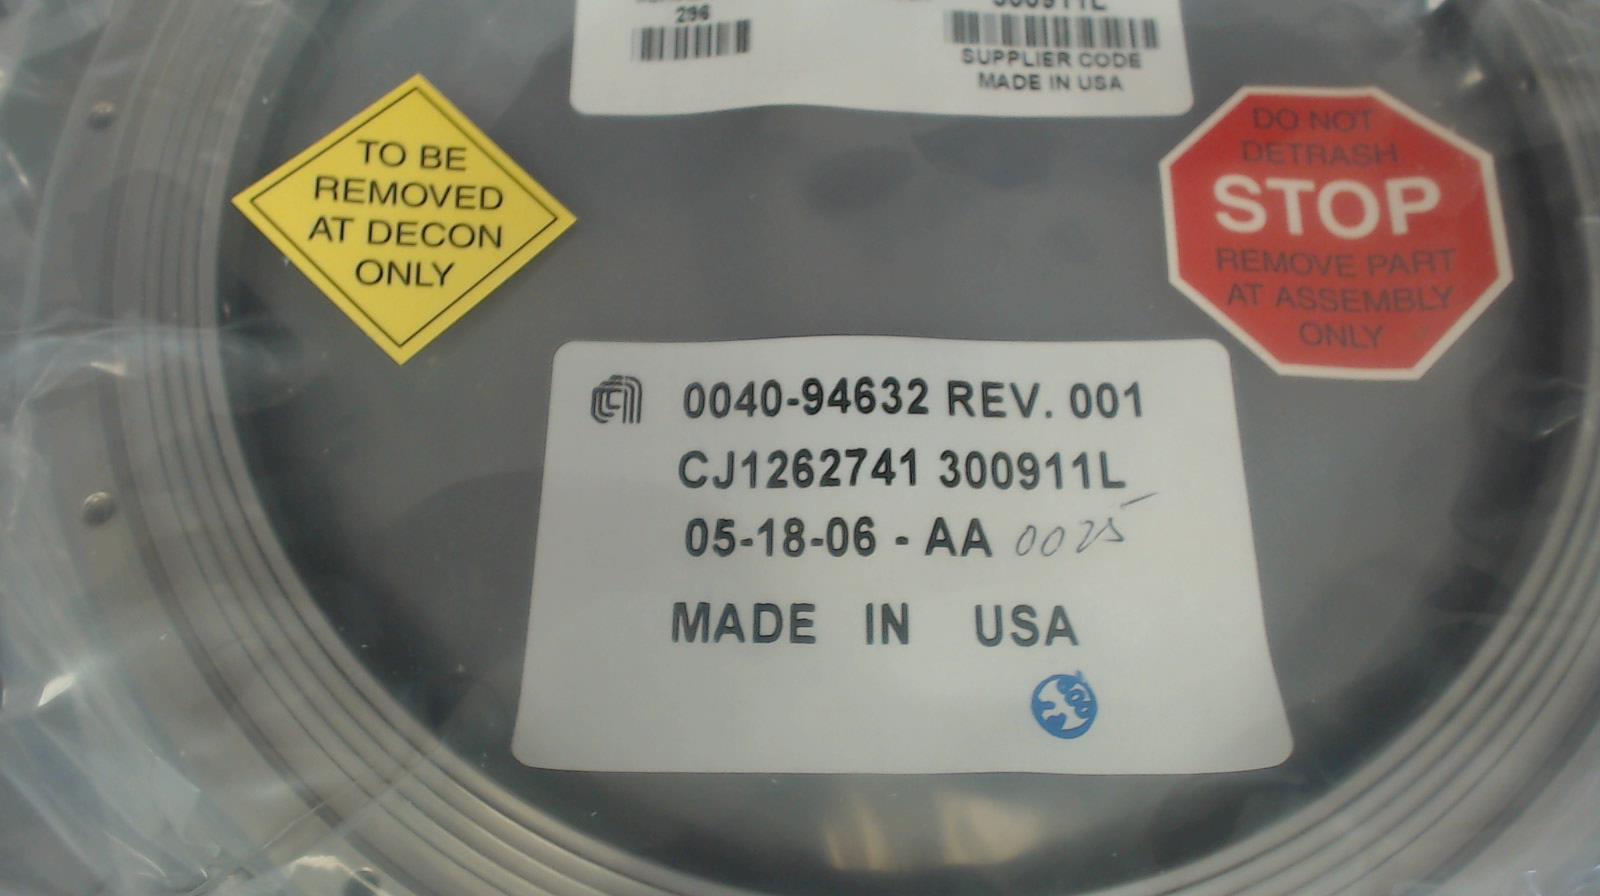 296
300911L
SUPPLIER CODE
MADE IN USA
TO BE
REMOVED
AT DECON
ONLY
DO NOT
DETRASH
STOP
REMOVE PART
AT ASSEMBLY
ONLY
0040-94632 REV. 001
CJ1262741 300911L
05-18-06 - AA 0025
MADE IN USA